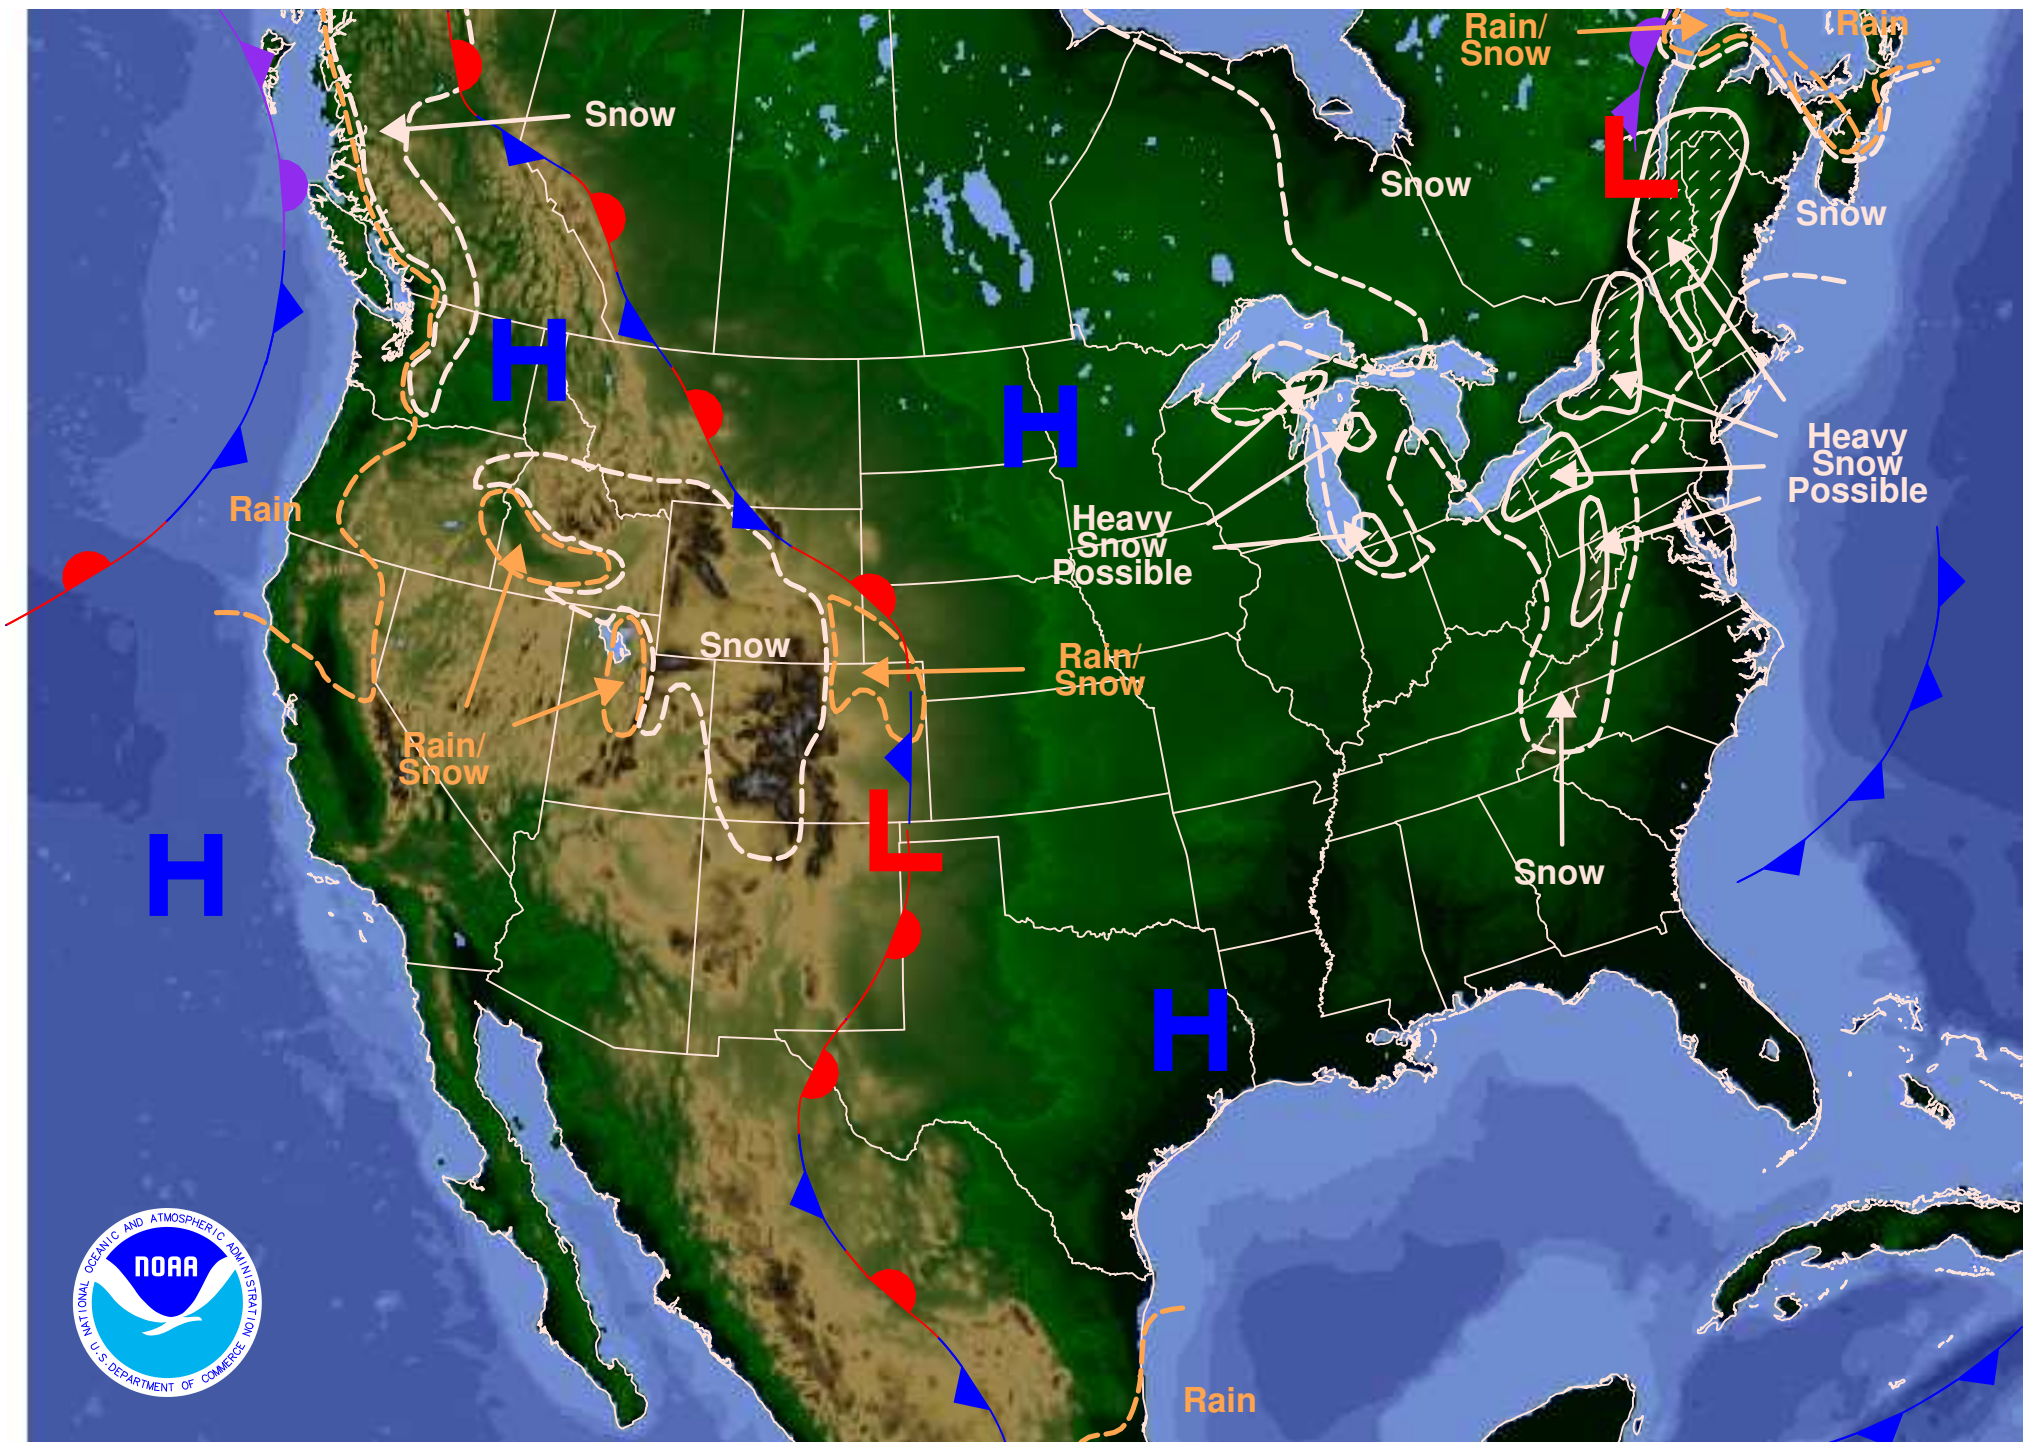 Rain/
Snow
Rain
Snow
Snow
Snow
L
H
H
Heavy
Snow
Possible
Rain
Heavy
Snow
Possible
Snow
Rain/
Snow
Rain/
Snow
L
H
Snow
H
NATIONAL OCEANIC AND ATMOSPHERIC ADMINISTRATION
NOAA
U.S. DEPARTMENT OF COMMERCE
Rain